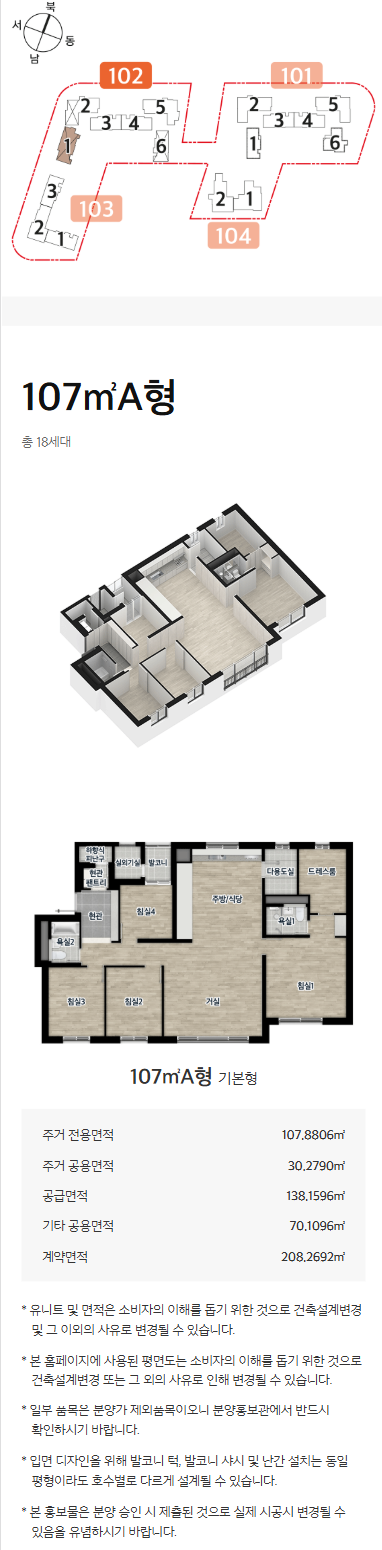 북
서
동
남
102
101
2
5
2
5
3 4
3 4
1
6
1
6
3
103
2
1
2 1
104
107㎡A형
총 18세대
하향식
피난구
실외기실
발코니
현관
팬트리
다용도실
드레스룸
주방/식당
현관
침실4
욕실1
욕실2
침실3
침실2
거실
침실1
107㎡A형 기본형
주거 전용면적 107.8806㎡
주거 공용면적 30.2790㎡
공급면적 138.1596㎡
기타 공용면적 70.1096㎡
계약면적 208.2692㎡
* 유니트 및 면적은 소비자의 이해를 돕기 위한 것으로 건축설계변경
및 그 이외의 사유로 변경될 수 있습니다.
* 본 홈페이지에 사용된 평면도는 소비자의 이해를 돕기 위한 것으로
건축설계변경 또는 그 외의 사유로 인해 변경될 수 있습니다.
* 일부 품목은 분양가 제외품목이오니 분양홍보관에서 반드시
확인하시기 바랍니다.
* 입면 디자인을 위해 발코니 턱, 발코니 샤시 및 난간 설치는 동일
평형이라도 호수별로 다르게 설계될 수 있습니다.
* 본 홍보물은 분양 승인 시 제출된 것으로 실제 시공시 변경될 수
있음을 유념하시기 바랍니다.